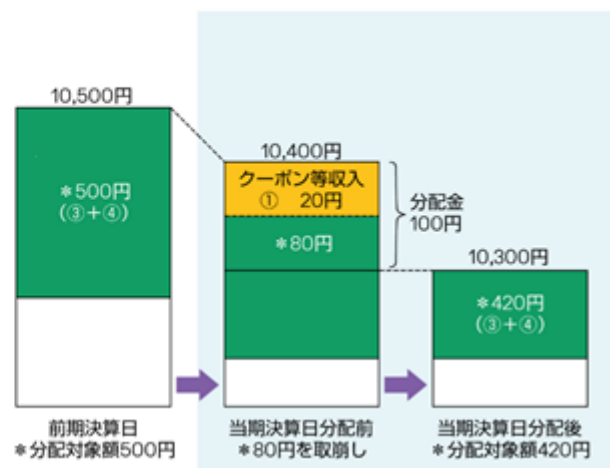 10,500円
＊500円
（③＋④）
前期決算日
＊分配対象額500円
10,400円
クーポン等収入
① 20円
＊80円
分配金
100円
当期決算日分配前
＊80円を取崩し
10,300円
＊420円
（③＋④）
当期決算日分配後
＊分配対象額420円